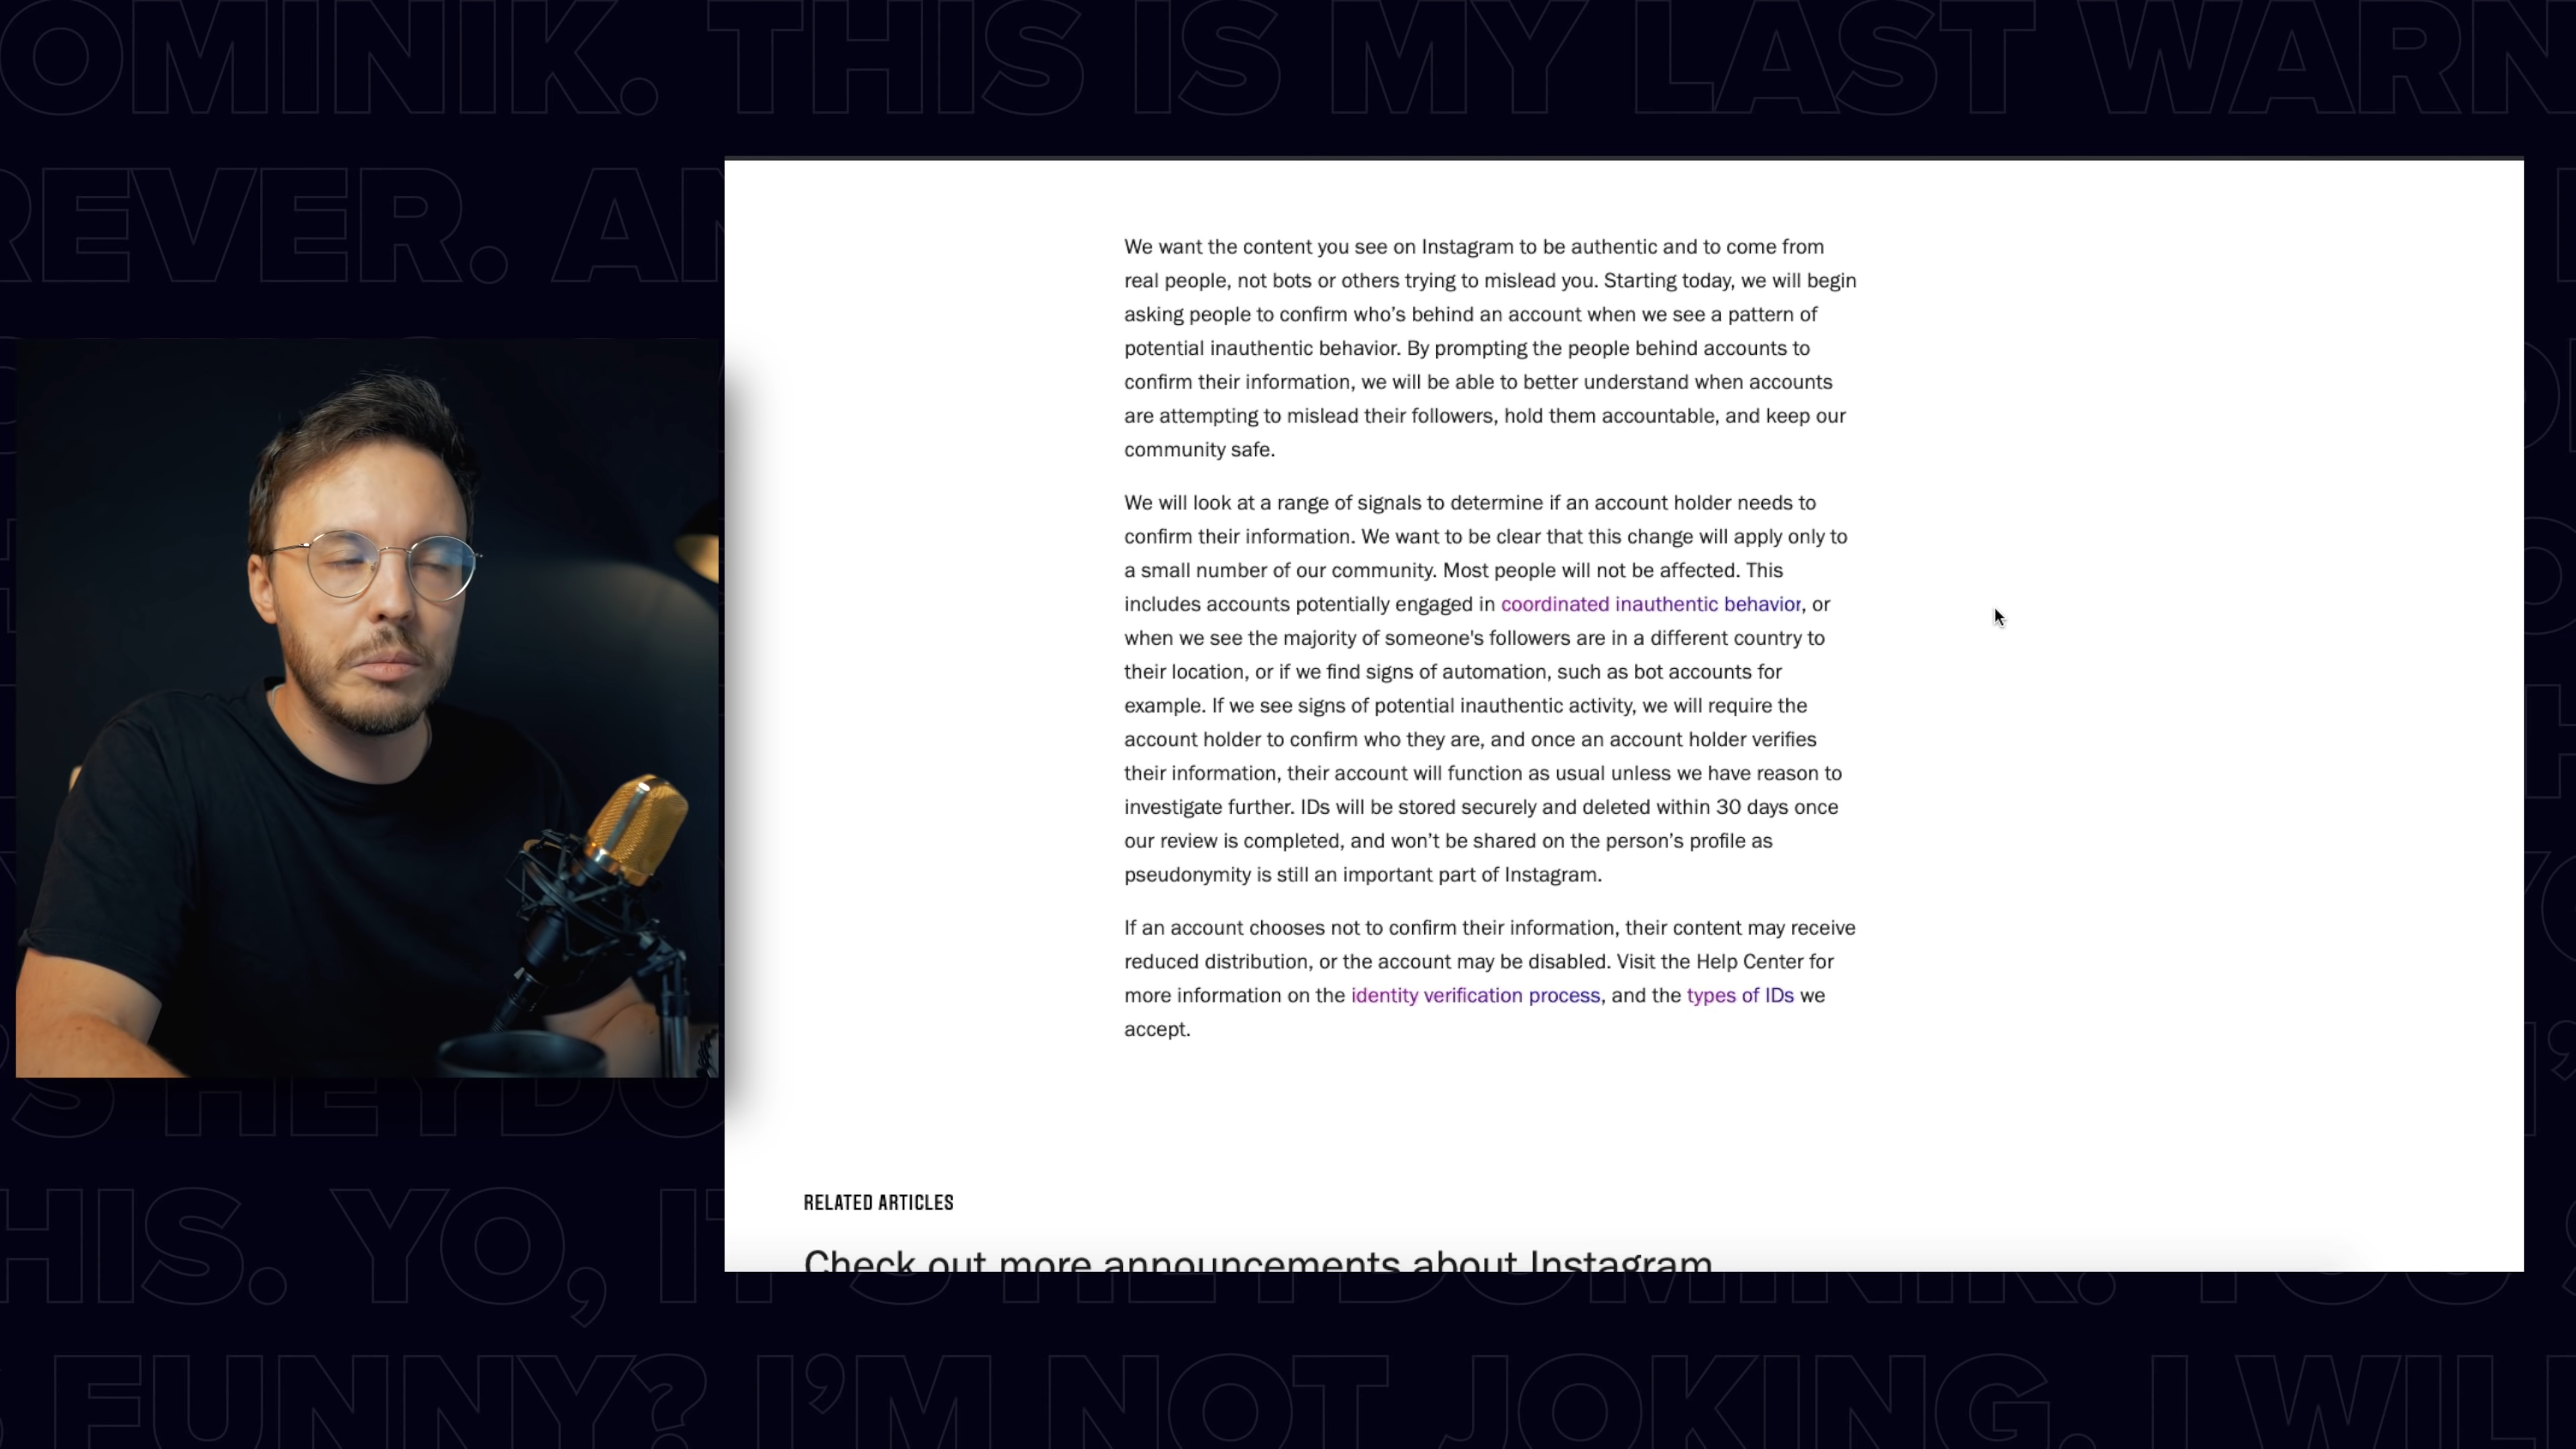 OMINIK. THIS IS MY LAST WARN
REVER. AN
We want the content you see on Instagram to be authentic and to come from
real people, not bots or others trying to mislead you. Starting today, we will begin
asking people to confirm who’s behind an account when we see a pattern of
potential inauthentic behavior. By prompting the people behind accounts to
confirm their information, we will be able to better understand when accounts
are attempting to mislead their followers, hold them accountable, and keep our
community safe.
We will look at a range of signals to determine if an account holder needs to
confirm their information. We want to be clear that this change will apply only to
a small number of our community. Most people will not be affected. This
includes accounts potentially engaged in coordinated inauthentic behavior, or
when we see the majority of someone's followers are in a different country to
their location, or if we find signs of automation, such as bot accounts for
example. If we see signs of potential inauthentic activity, we will require the
account holder to confirm who they are, and once an account holder verifies
their information, their account will function as usual unless we have reason to
investigate further. IDs will be stored securely and deleted within 30 days once
our review is completed, and won’t be shared on the person’s profile as
pseudonymity is still an important part of Instagram.
If an account chooses not to confirm their information, their content may receive
reduced distribution, or the account may be disabled. Visit the Help Center for
more information on the identity verification process, and the types of IDs we
accept.
RELATED ARTICLES
Check out more announcements about Instagram
S HEYDO
HIS. YO, IT'S HEYDOMINIK. YOU
FUNNY? I’M NOT JOKING. I WILL